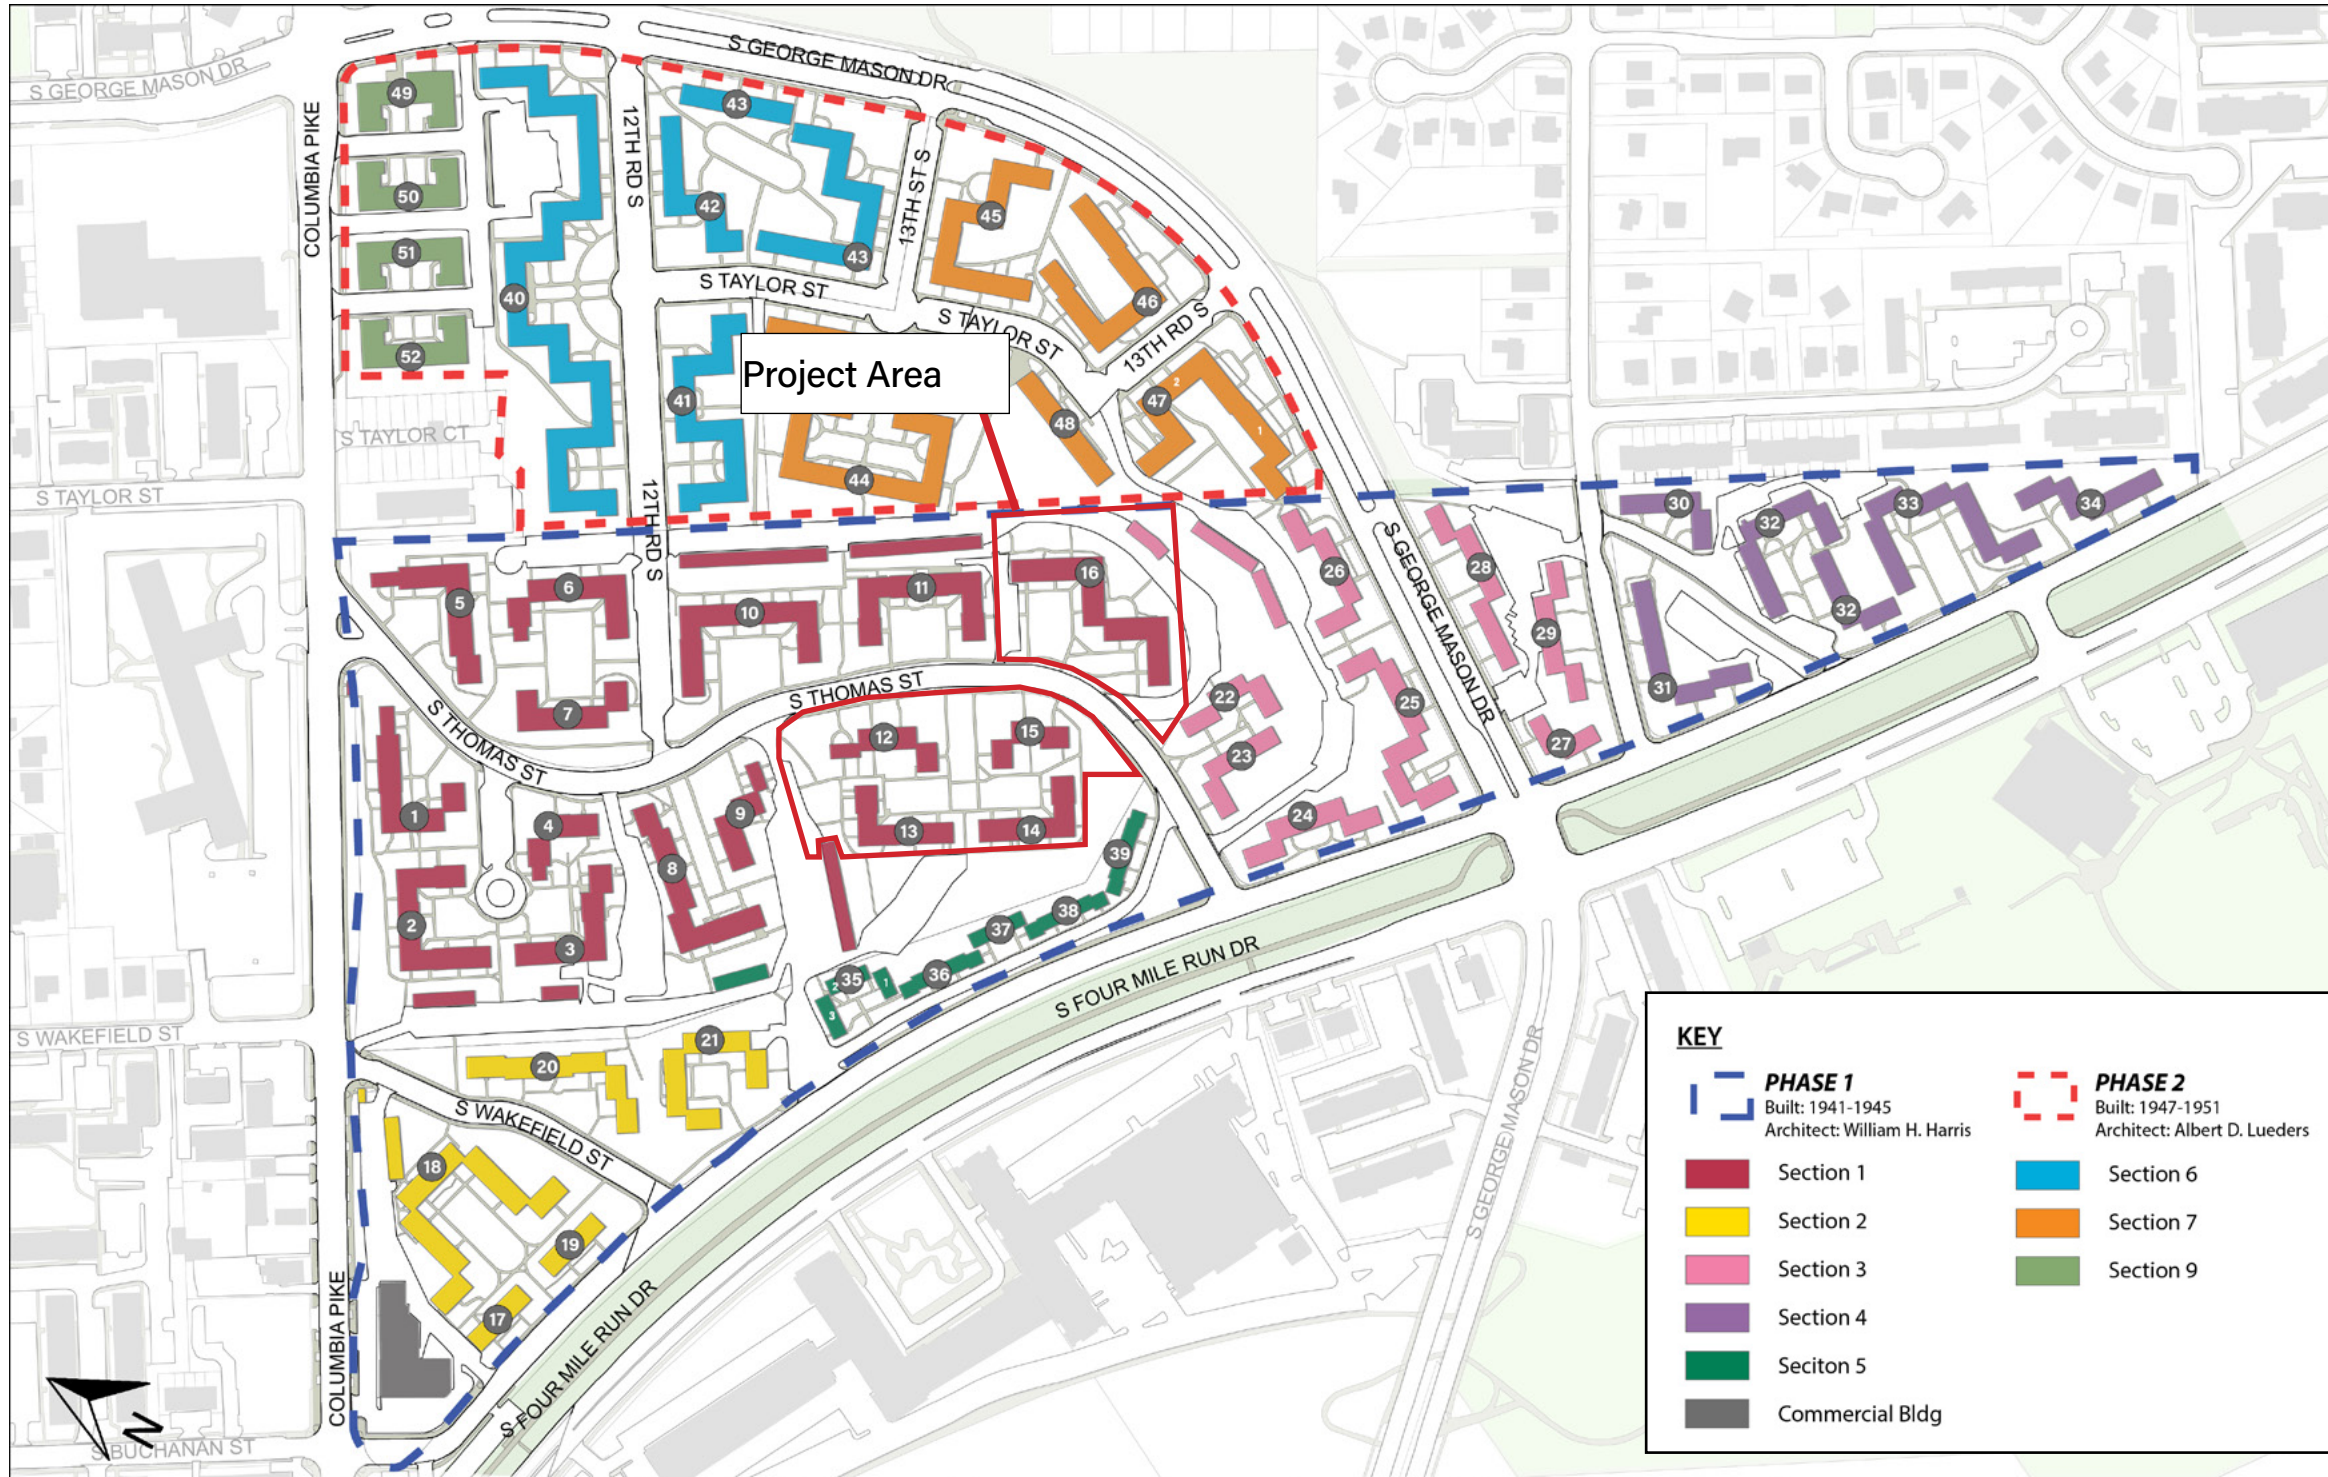 S GEORGE MASON DR
S GEORGE MASON DR
COLUMBIA PIKE
12TH RD S
13TH ST S
49
50
51
52
40
43
42
43
45
46
S TAYLOR ST
S TAYLOR ST
13TH RD S
Project Area
41
44
48
47
2
1
S TAYLOR CT
S TAYLOR ST
12TH RD S
S GEORGE MASON DR
5
6
7
10
11
16
26
28
29
30
32
33
34
32
31
27
25
22
23
24
S THOMAS ST
S THOMAS ST
12
15
13
14
1
4
9
8
2
3
39
38
37
36
35
2
1
3
S FOUR MILE RUN DR
S WAKEFIELD ST
20
21
S WAKEFIELD ST
18
19
17
COLUMBIA PIKE
S FOUR MILE RUN DR
S GEORGE MASON DR
S BUCHANAN ST
N
KEY
PHASE 1
Built: 1941-1945
Architect: William H. Harris
Section 1
Section 2
Section 3
Section 4
Seciton 5
Commercial Bldg
PHASE 2
Built: 1947-1951
Architect: Albert D. Lueders
Section 6
Section 7
Section 9